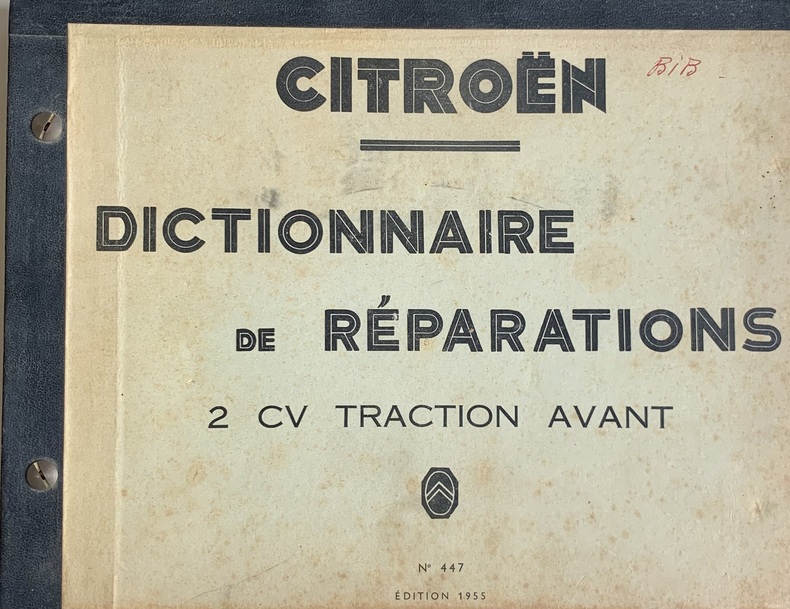 CITROËN
BiB
DICTIONNAIRE
DE RÉPARATIONS
2 CV TRACTION AVANT
N° 447
ÉDITION 1955